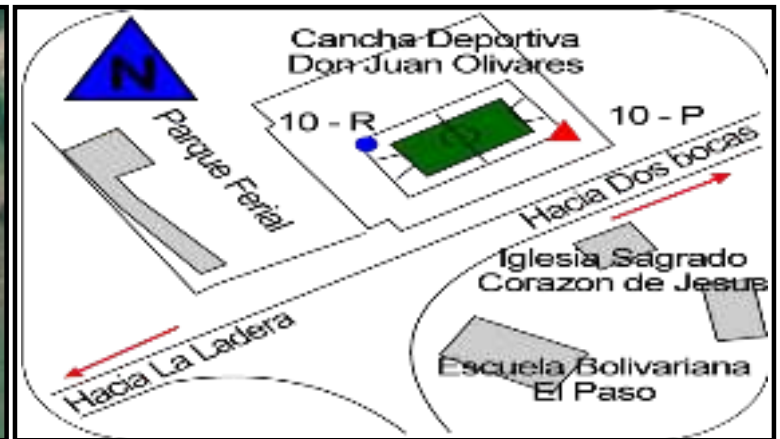 N
Cancha Deportiva
Don Juan Olivares
10 - R
10 - P
Parque Ferial
Hacia Dos bocas
Iglesia Sagrado
Corazon de Jesus
Hacia La Ladera
Escuela Bolivariana
El Paso